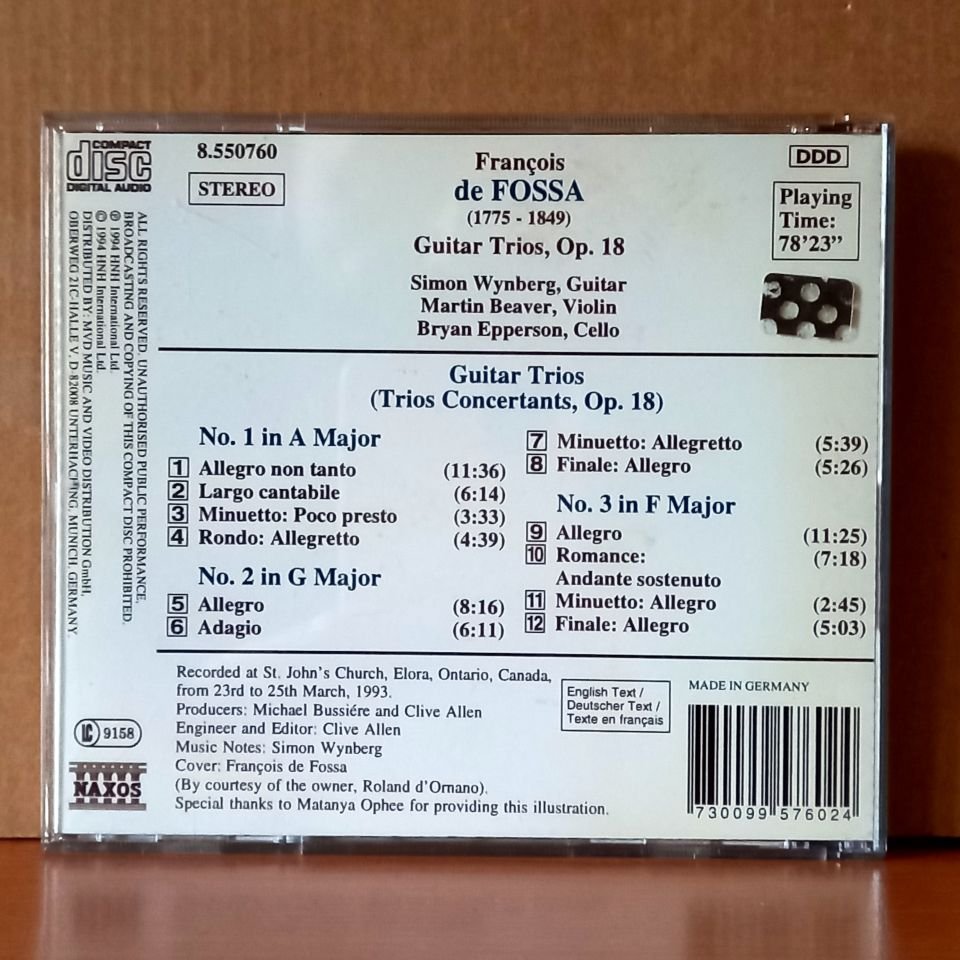 COMPACT
disc
DIGITAL AUDIO
8.550760
STEREO
François
de FOSSA
(1775 - 1849)
Guitar Trios, Op. 18
Simon Wynberg, Guitar
Martin Beaver, Violin
Bryan Epperson, Cello
DDD
Playing
Time:
78'23”
Guitar Trios
(Trios Concertants, Op. 18)
No. 1 in A Major
1 Allegro non tanto (11:36)
2 Largo cantabile (6:14)
3 Minuetto: Poco presto (3:33)
4 Rondo: Allegretto (4:39)
No. 2 in G Major
5 Allegro (8:16)
6 Adagio (6:11)
7 Minuetto: Allegretto (5:39)
8 Finale: Allegro (5:26)
No. 3 in F Major
9 Allegro (11:25)
10 Romance: (7:18)
Andante sostenuto
11 Minuetto: Allegro (2:45)
12 Finale: Allegro (5:03)
Recorded at St. John's Church, Elora, Ontario, Canada,
from 23rd to 25th March, 1993.
Producers: Michael Bussiére and Clive Allen
Engineer and Editor: Clive Allen
Music Notes: Simon Wynberg
Cover: François de Fossa
(By courtesy of the owner, Roland d'Ornano).
Special thanks to Matanya Ophee for providing this illustration.
English Text /
Deutscher Text /
Texte en français
MADE IN GERMANY
7 30099 57602 4
ALL RIGHTS RESERVED. UNAUTHORISED PUBLIC PERFORMANCE,
BROADCASTING AND COPYING OF THIS COMPACT DISC PROHIBITED.
℗ 1994 HNH International Ltd.
© 1994 HNH International Ltd.
DISTRIBUTED BY: MVD MUSIC AND VIDEO DISTRIBUTION GmbH,
OBERWEG 21C-HALLE V, D-82008 UNTERHACHING, MUNICH, GERMANY.
LC 9158
NAXOS